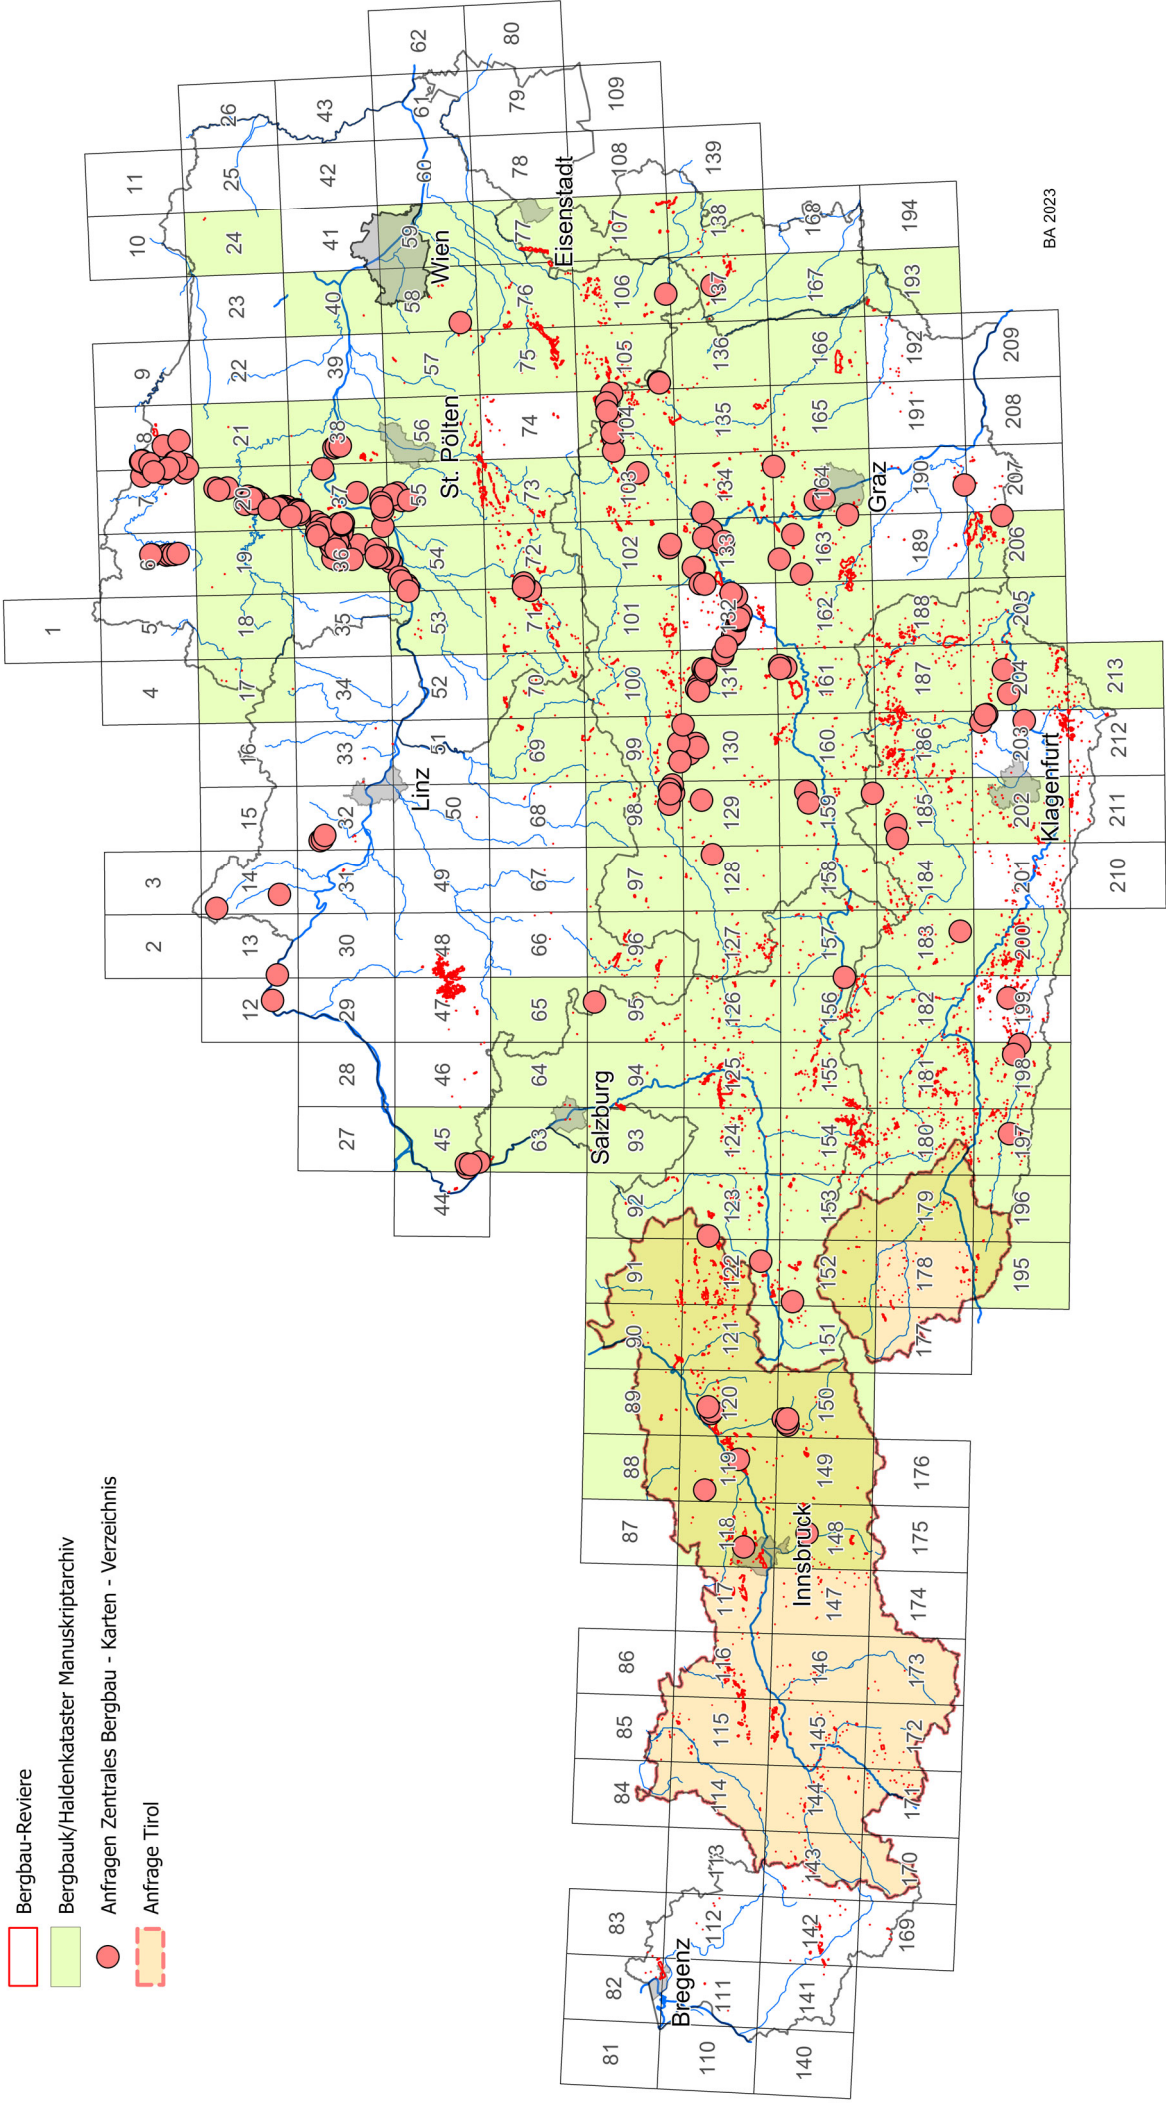 Bergbau-Reviere
Bergbauk/Haldenkataster Manuskriptarchiv
Anfragen Zentrales Bergbau - Karten - Verzeichnis
Anfrage Tirol
1
2 3 4 5 6 7 8 9 10 11
12 13 14 15 16 17 18 19 20 21 22 23 24 25 26
27 28 29 30 31 32 33 34 35 36 37 38 39 40 41 42 43
44 45 46 47 48 49 50 51 52 53 54 55 56 57 58 59 60 61 62
Linz
St. Pölten
Wien
63 64 65 66 67 68 69 70 71 72 73 74 75 76 77 78 79 80
Salzburg
Eisenstadt
81 82 83 84 85 86 87 88 89 90 91 92 93 94 95 96 97 98 99 100 101 102 103 104 105 106 107 108 109
Bregenz
110 111 112 113 114 115 116 117 118 119 120 121 122 123 124 125 126 127 128 129 130 131 132 133 134 135 136 137 138 139
Innsbruck
140 141 142 143 144 145 146 147 148 149 150 151 152 153 154 155 156 157 158 159 160 161 162 163 164 165 166 167 168
Graz
169 170 171 172 173 174 175 176 177 178 179 180 181 182 183 184 185 186 187 188 189 190 191 192 193 194
195 196 197 198 199 200 201 202 203 204 205 206 207 208 209
Klagenfurt
210 211 212 213
BA 2023